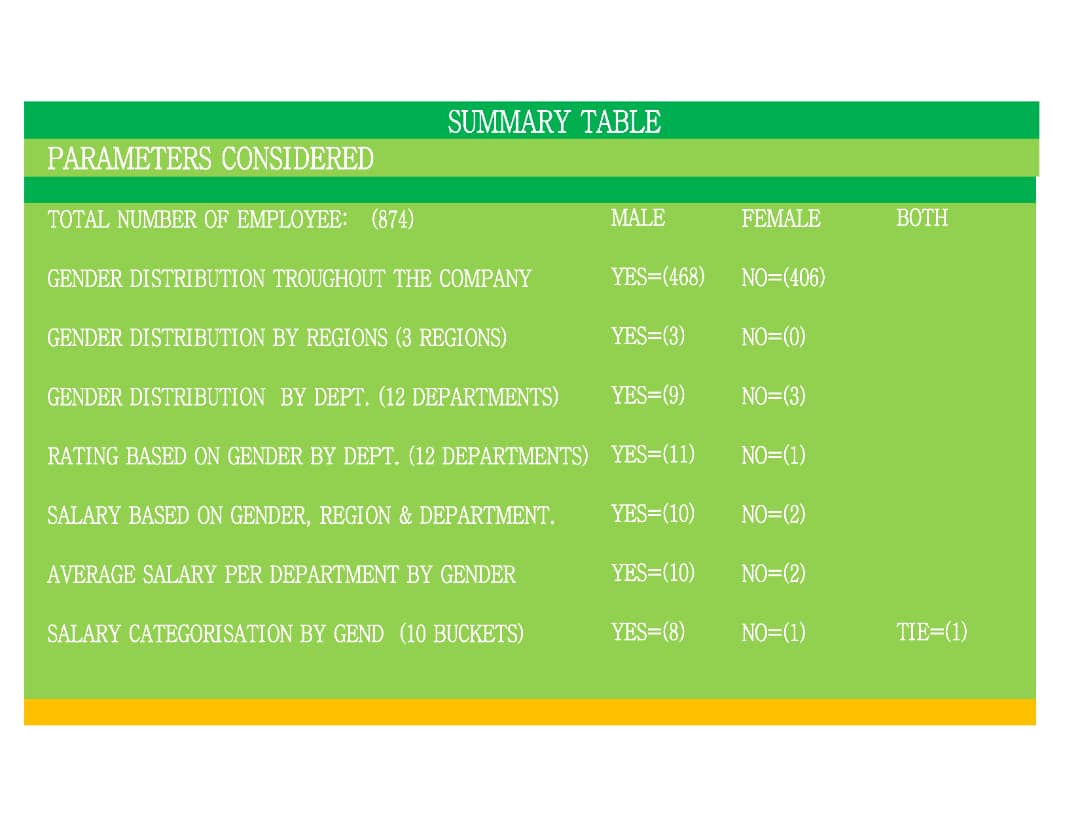 SUMMARY TABLE
PARAMETERS CONSIDERED
TOTAL NUMBER OF EMPLOYEE: (874) MALE FEMALE BOTH
GENDER DISTRIBUTION TROUGHOUT THE COMPANY YES=(468) NO=(406)
GENDER DISTRIBUTION BY REGIONS (3 REGIONS) YES=(3) NO=(0)
GENDER DISTRIBUTION BY DEPT. (12 DEPARTMENTS) YES=(9) NO=(3)
RATING BASED ON GENDER BY DEPT. (12 DEPARTMENTS) YES=(11) NO=(1)
SALARY BASED ON GENDER, REGION & DEPARTMENT. YES=(10) NO=(2)
AVERAGE SALARY PER DEPARTMENT BY GENDER YES=(10) NO=(2)
SALARY CATEGORISATION BY GEND (10 BUCKETS) YES=(8) NO=(1) TIE=(1)